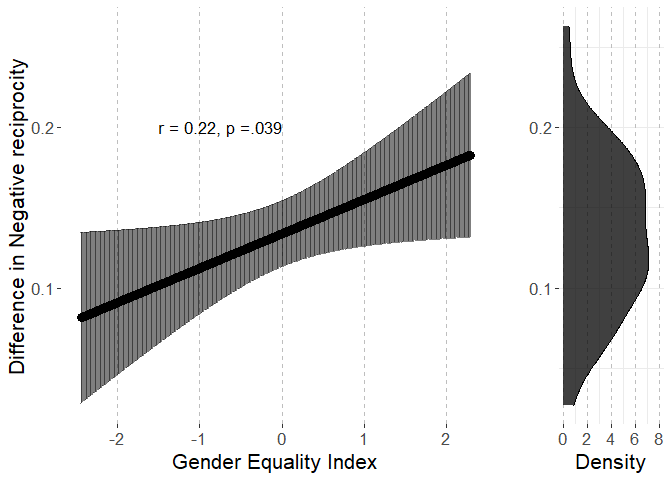 Difference in Negative reciprocity
0.2
0.1
r = 0.22, p =.039
-2 -1 0 1 2
Gender Equality Index
0.2
0.1
0 2 4 6 8
Density